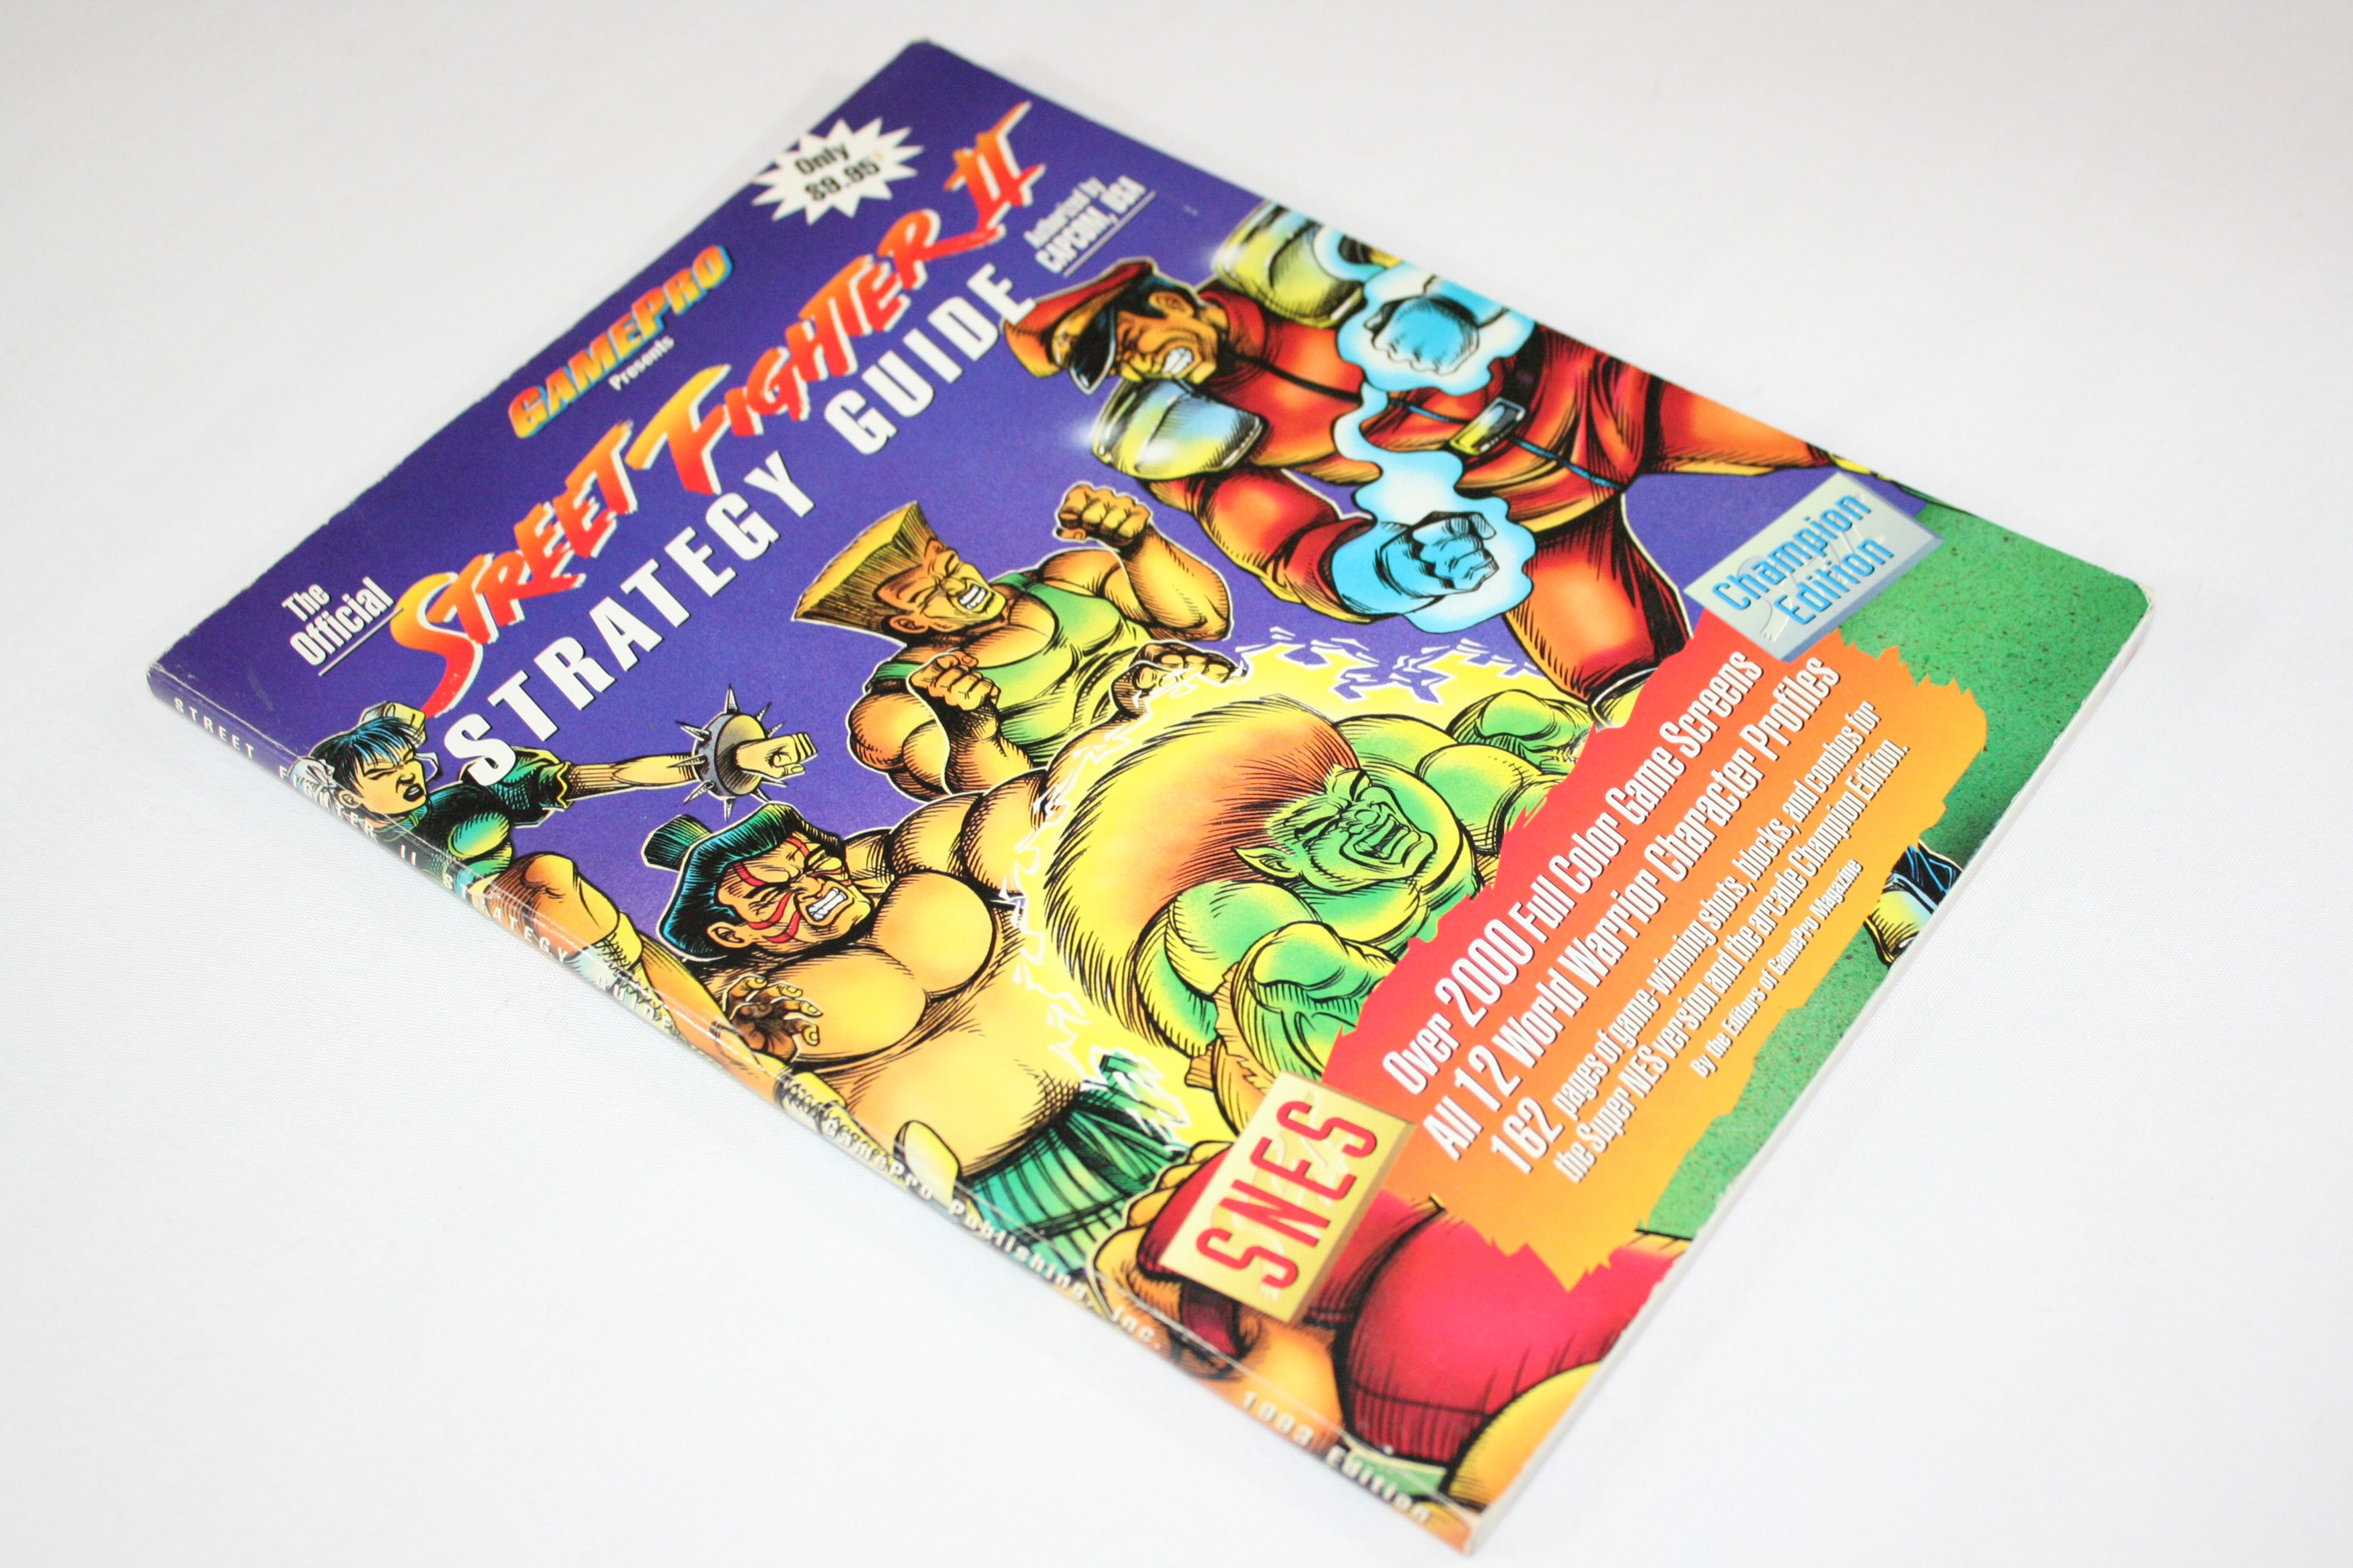 Only
$9.95
GAMEPRO
Presents
The
Official
STREET FIGHTER II
Authorized by
CAPCOM, USA
STRATEGY GUIDE
Champion
Edition
Over 2000 Full Color Game Screens
All 12 World Warrior Character Profiles
162 pages of game-winning shots, blocks, and combos for
the Super NES version and the arcade Champion Edition.
By the Editors of GamePro Magazine
SNES
STREET FIGHTER II STRATEGY GUIDE
GamePro Publishing, Inc.
1993 Edition